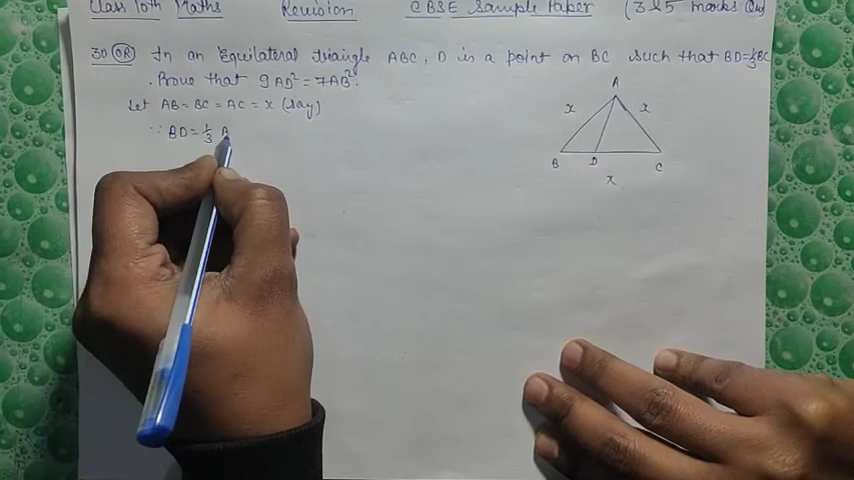 Class 10th Maths Revision CBSE Sample Paper (3 & 5 marks Qu)
30 OR In an Equilateral triangle ABC, D is a point on BC such that BD=1/3 BC
. Prove that 9AD²=7AB².
Let AB=BC=AC=x (say)
∵ BD=1/3 B
A
x x
B D C
x